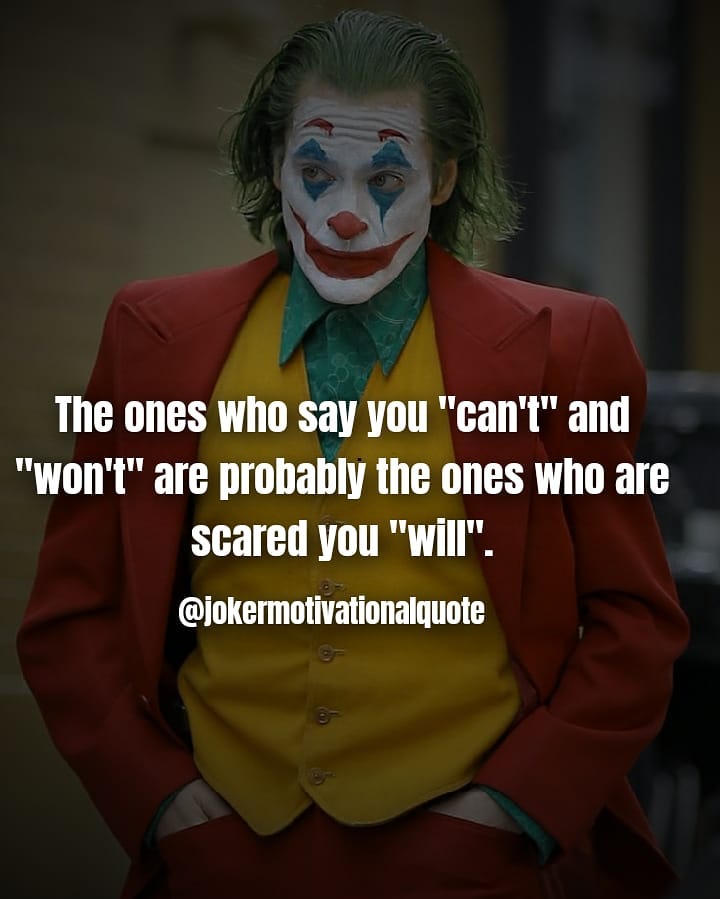 The ones who say you "can't" and
"won't" are probably the ones who are
scared you "will".
@jokermotivationalquote